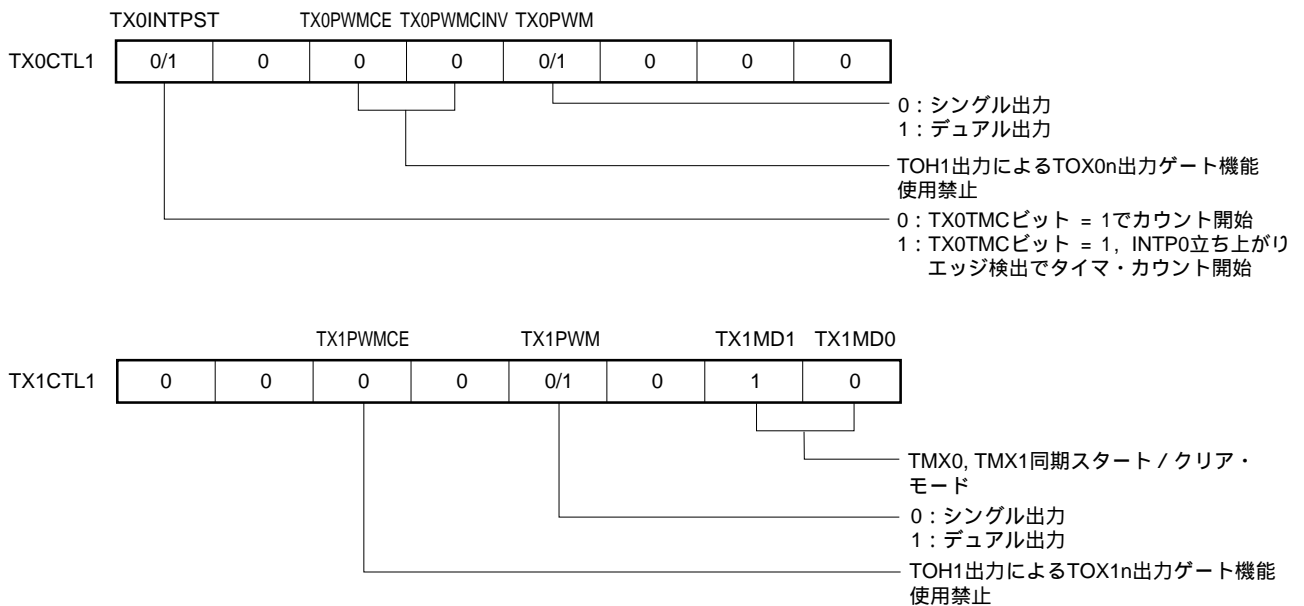 TX0INTPST TX0PWMCE TX0PWMCINV TX0PWM
TX0CTL1 0/1 0 0 0 0/1 0 0 0
0：シングル出力
1：デュアル出力
TOH1出力によるTOX0n出力ゲート機能
使用禁止
0：TX0TMCビット = 1でカウント開始
1：TX0TMCビット = 1, INTP0立ち上がり
エッジ検出でタイマ・カウント開始
TX1PWMCE TX1PWM TX1MD1 TX1MD0
TX1CTL1 0 0 0 0 0/1 0 1 0
TMX0, TMX1同期スタート／クリア・
モード
0：シングル出力
1：デュアル出力
TOH1出力によるTOX1n出力ゲート機能
使用禁止